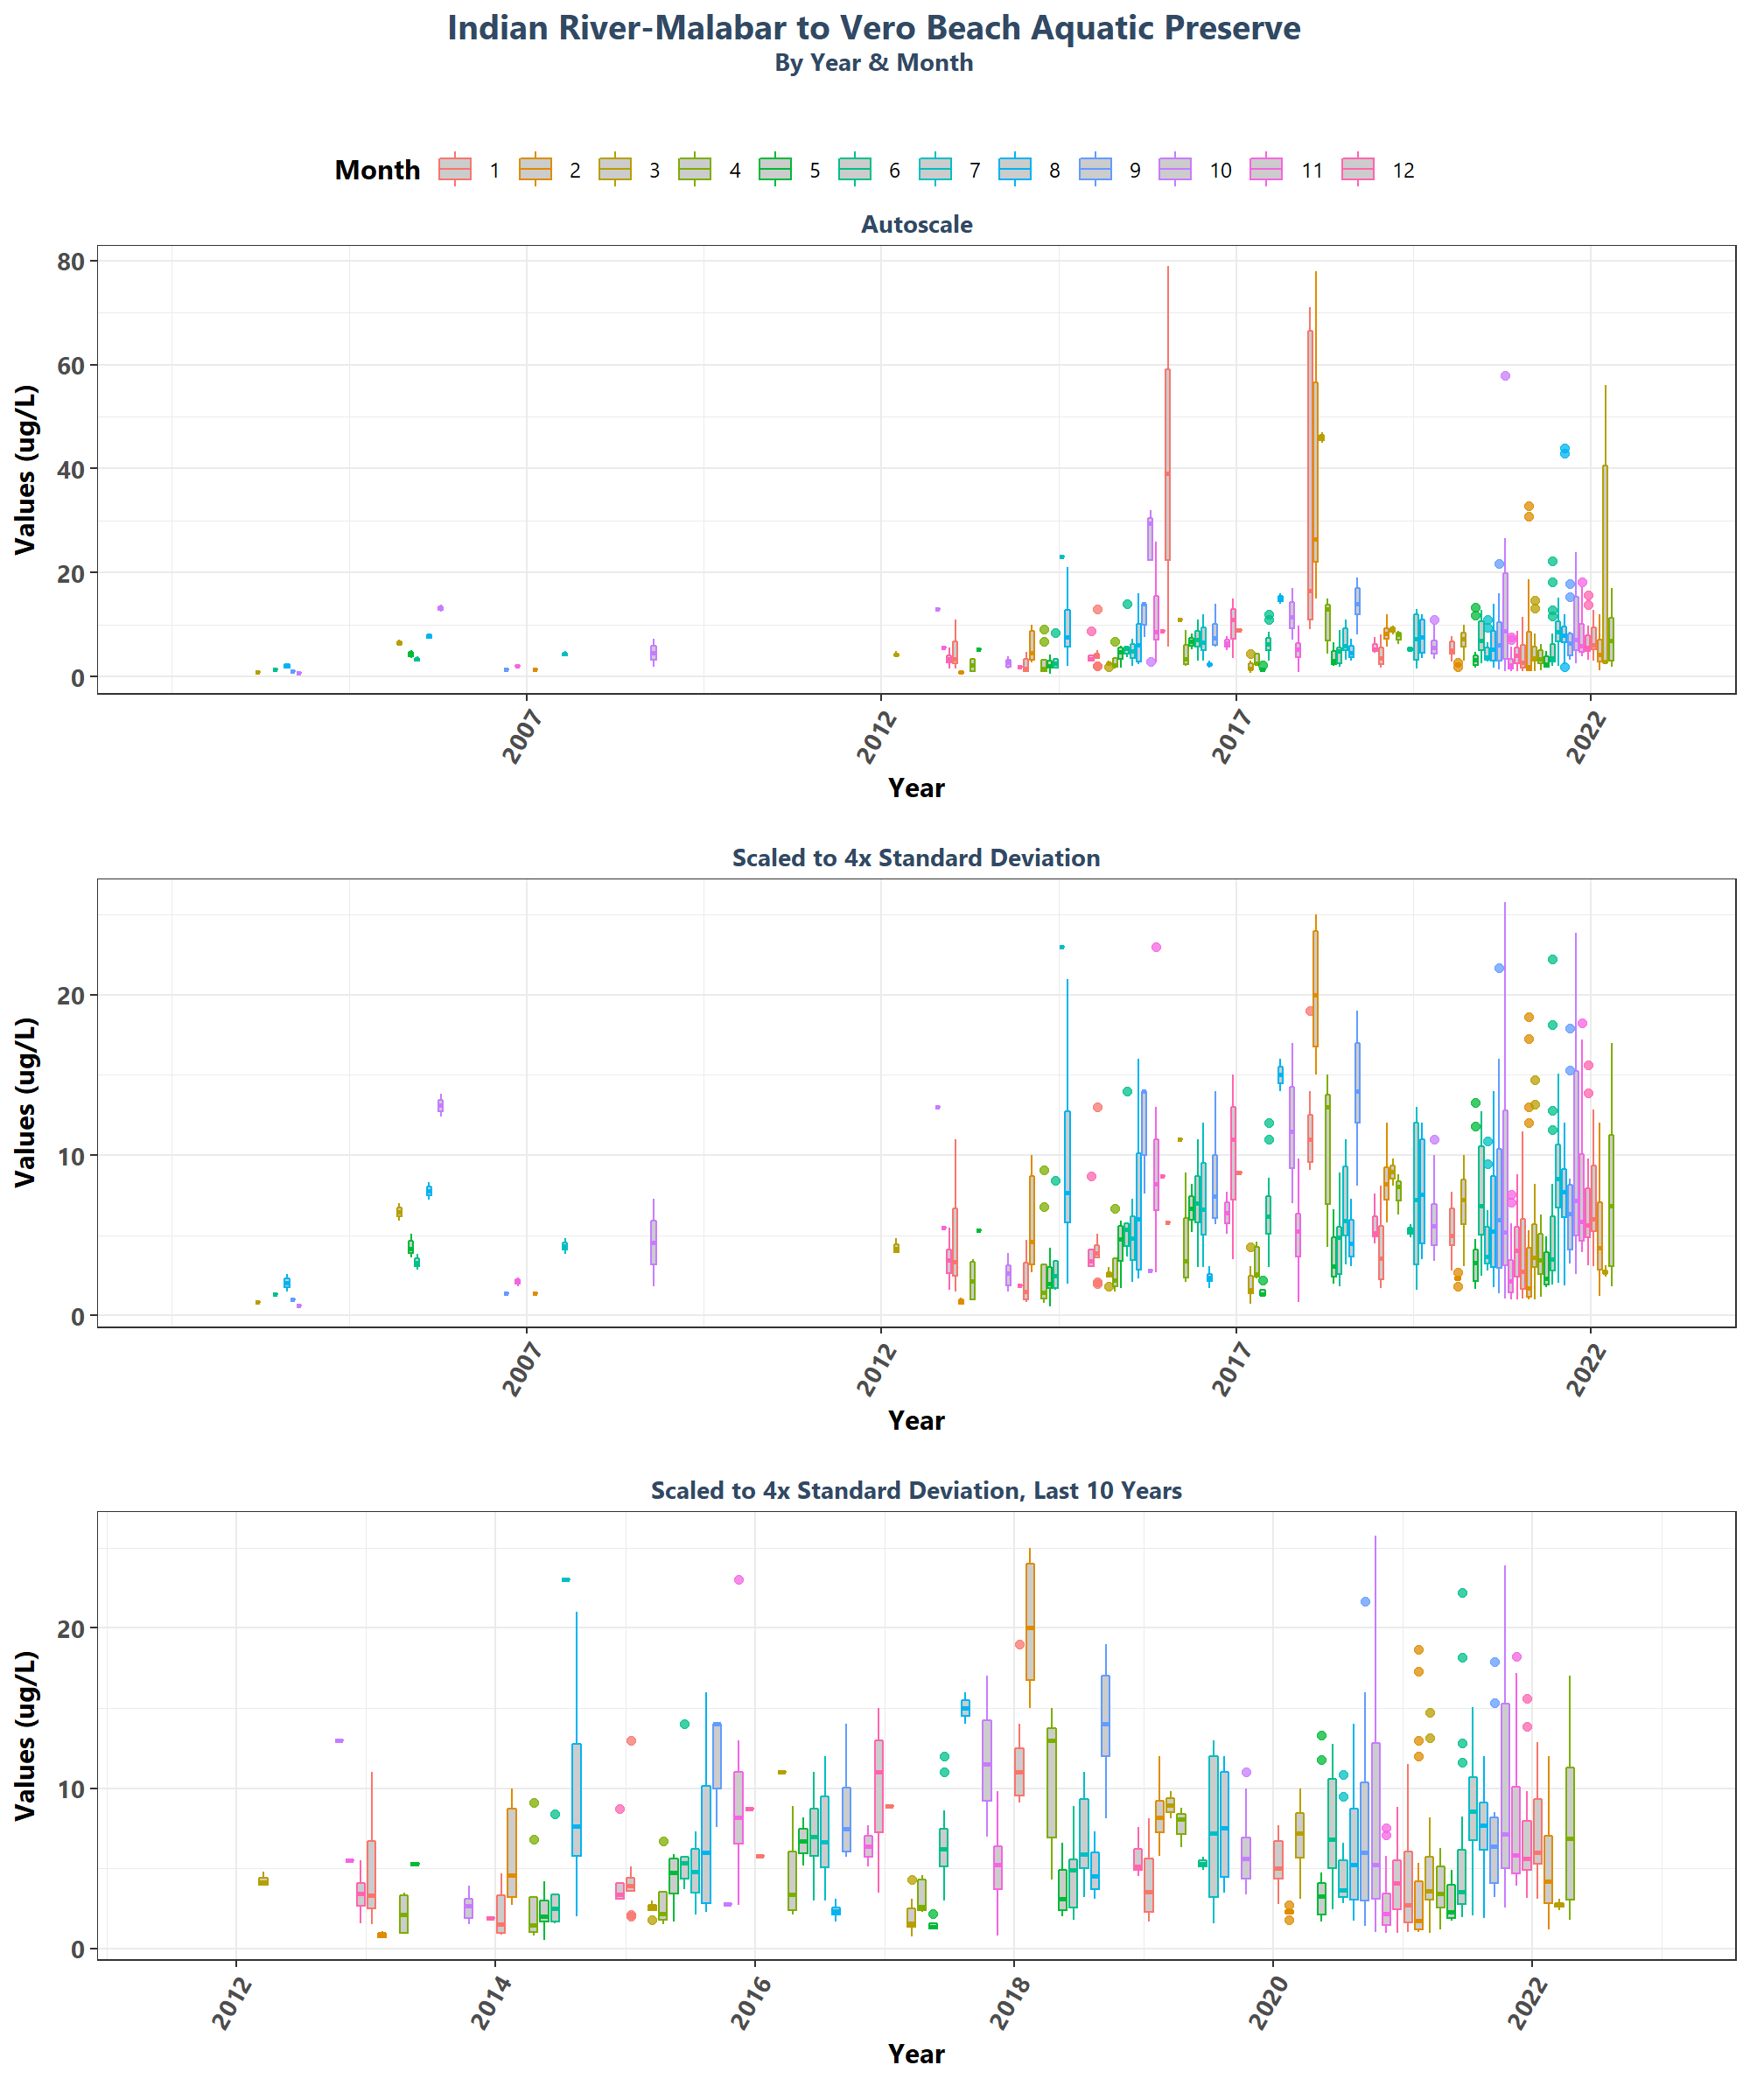 Indian River-Malabar to Vero Beach Aquatic Preserve
By Year & Month
Month 1 2 3 4 5 6 7 8 9 10 11 12
Autoscale
80
60
40
20
0
Values (ug/L)
2007 2012 2017 2022
Year
Scaled to 4x Standard Deviation
20
10
0
Values (ug/L)
2007 2012 2017 2022
Year
Scaled to 4x Standard Deviation, Last 10 Years
20
10
0
Values (ug/L)
2012 2014 2016 2018 2020 2022
Year